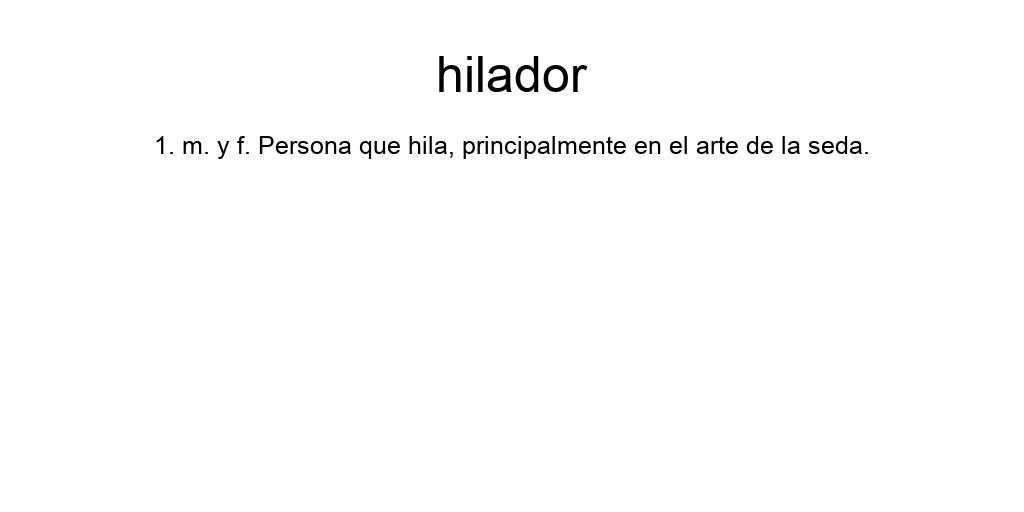 hilador
1. m. y f. Persona que hila, principalmente en el arte de la seda.